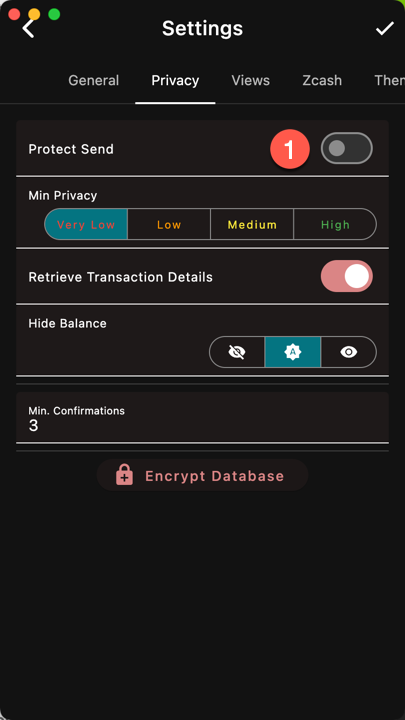 Settings
General Privacy Views Zcash Ther
Protect Send 1
Min Privacy
Very Low Low Medium High
Retrieve Transaction Details
Hide Balance
A
Min. Confirmations
3
Encrypt Database